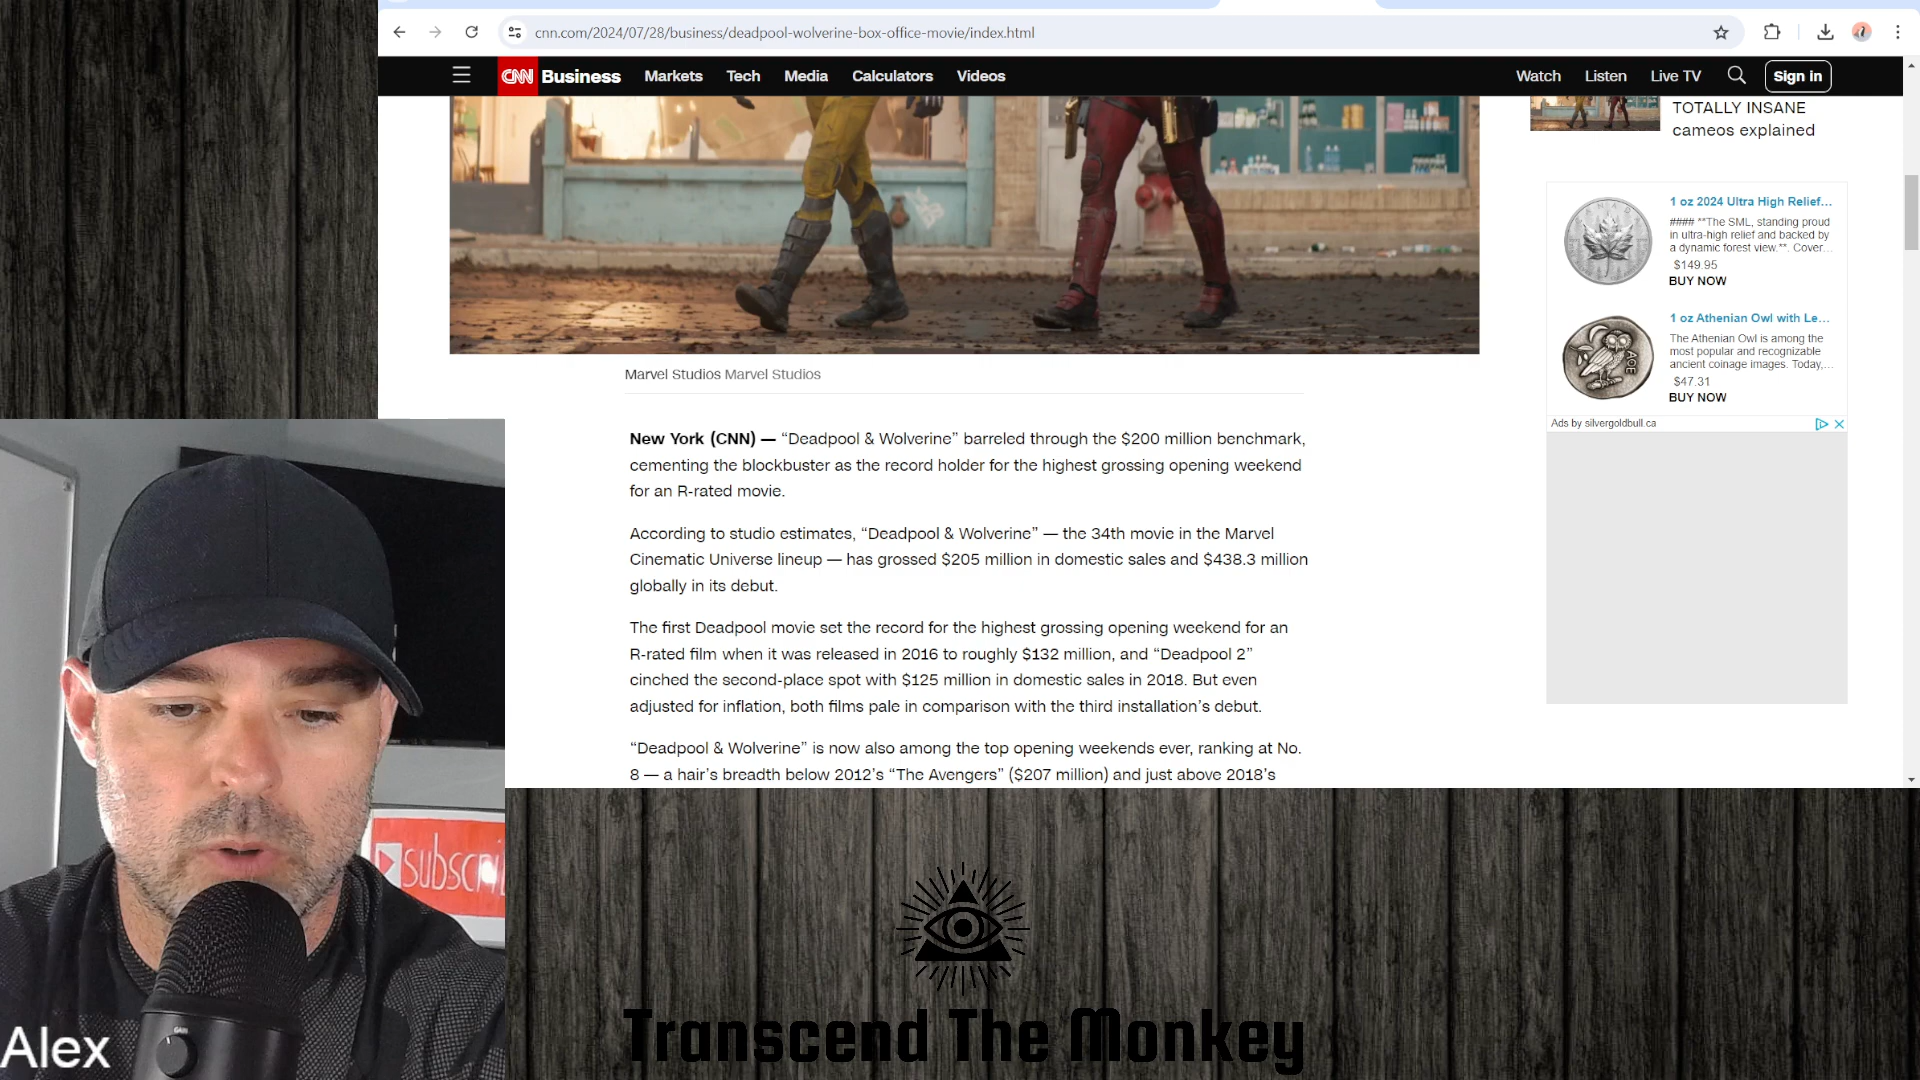 cnn.com/2024/07/28/business/deadpool-wolverine-box-office-movie/index.html
CNN Business Markets Tech Media Calculators Videos Watch Listen Live TV Sign in
TOTALLY INSANE
cameos explained
1 oz 2024 Ultra High Relief...
#### **The SML, standing proud
in ultra-high relief and backed by
a dynamic forest view.**. Cover...
$149.95
BUY NOW
1 oz Athenian Owl with Le...
The Athenian Owl is among the
most popular and recognizable
ancient coinage images. Today,...
$47.31
BUY NOW
Ads by silvergoldbull.ca
Marvel Studios Marvel Studios
New York (CNN) — “Deadpool & Wolverine” barreled through the $200 million benchmark,
cementing the blockbuster as the record holder for the highest grossing opening weekend
for an R-rated movie.
According to studio estimates, “Deadpool & Wolverine” — the 34th movie in the Marvel
Cinematic Universe lineup — has grossed $205 million in domestic sales and $438.3 million
globally in its debut.
The first Deadpool movie set the record for the highest grossing opening weekend for an
R-rated film when it was released in 2016 to roughly $132 million, and “Deadpool 2”
cinched the second-place spot with $125 million in domestic sales in 2018. But even
adjusted for inflation, both films pale in comparison with the third installation’s debut.
“Deadpool & Wolverine” is now also among the top opening weekends ever, ranking at No.
8 — a hair’s breadth below 2012’s “The Avengers” ($207 million) and just above 2018’s
GAIN
Alex
Transcend The Monkey